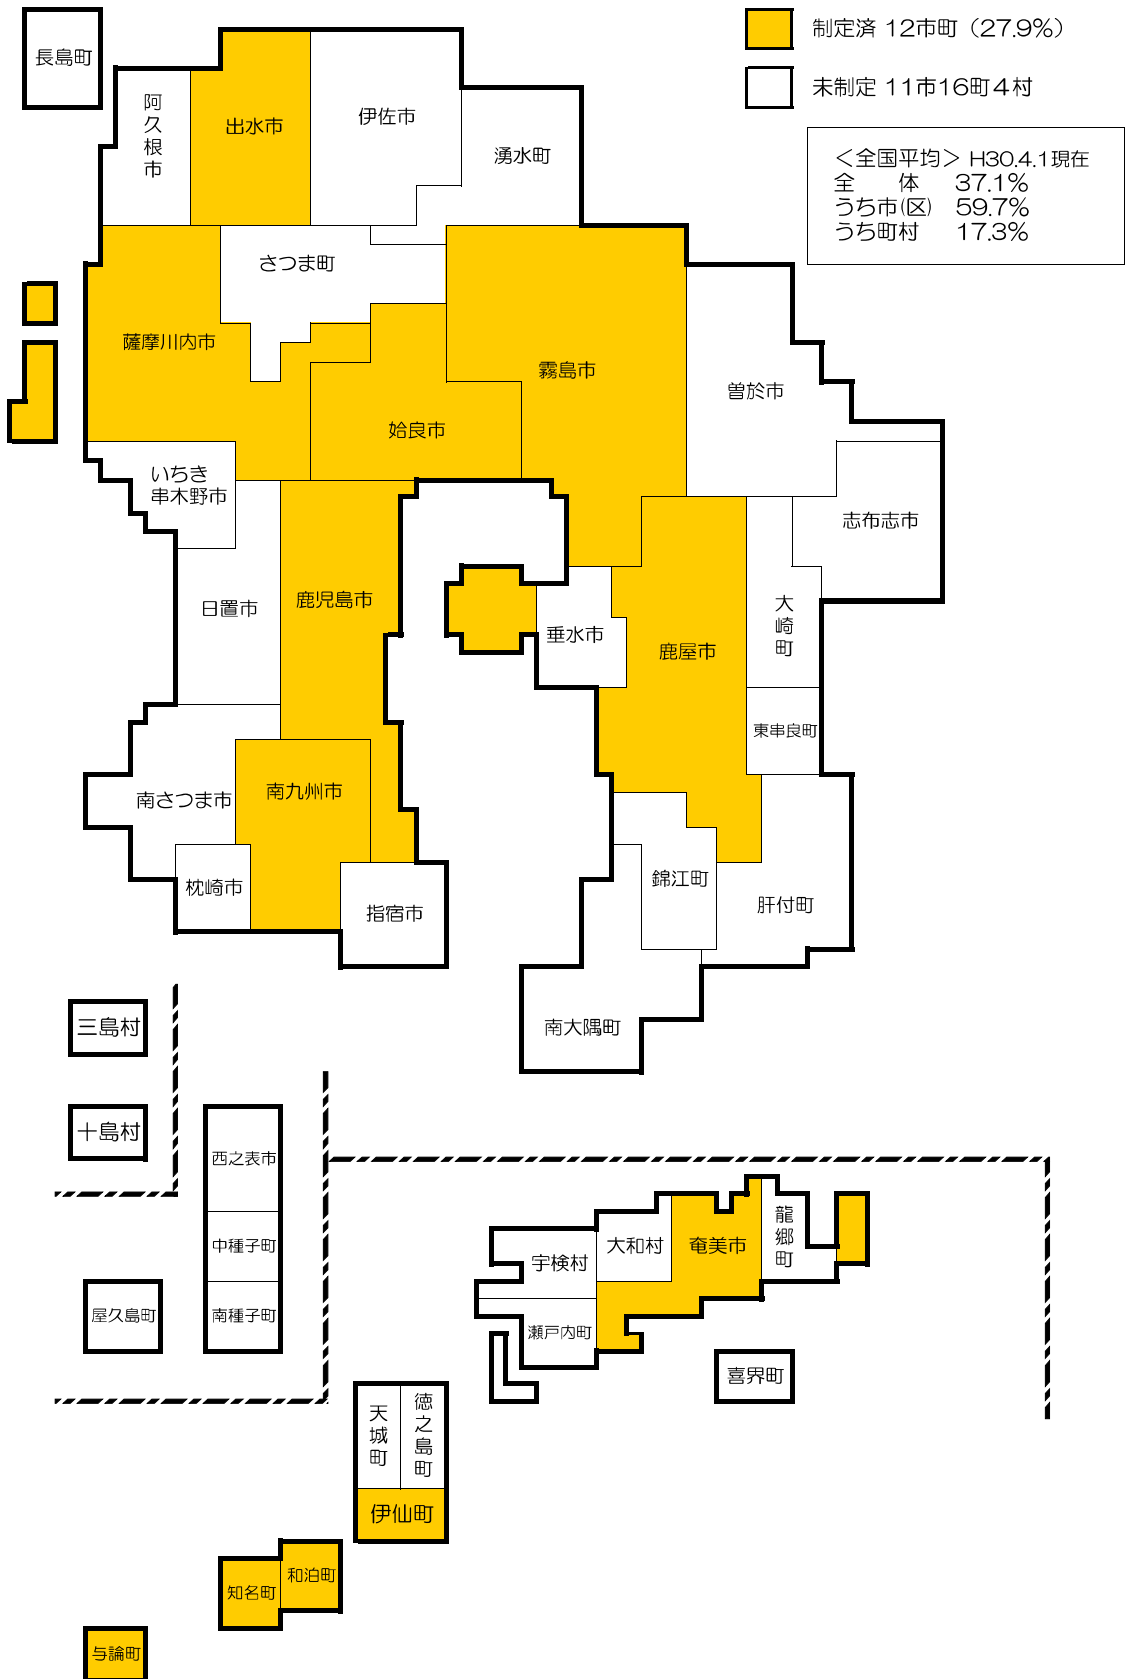 長島町
制定済 12市町（27.9%）
未制定 11市16町4村
＜全国平均＞ H30.4.1現在
全　　体　37.1%
うち市(区)　59.7%
うち町村　17.3%
阿久根市
出水市
伊佐市
湧水町
さつま町
薩摩川内市
霧島市
曽於市
姶良市
いちき
串木野市
志布志市
日置市
鹿児島市
垂水市
鹿屋市
大崎町
東串良町
南さつま市
南九州市
枕崎市
指宿市
錦江町
肝付町
南大隅町
三島村
十島村
西之表市
中種子町
南種子町
屋久島町
宇検村
大和村
奄美市
龍郷町
瀬戸内町
喜界町
天城町
徳之島町
伊仙町
和泊町
知名町
与論町